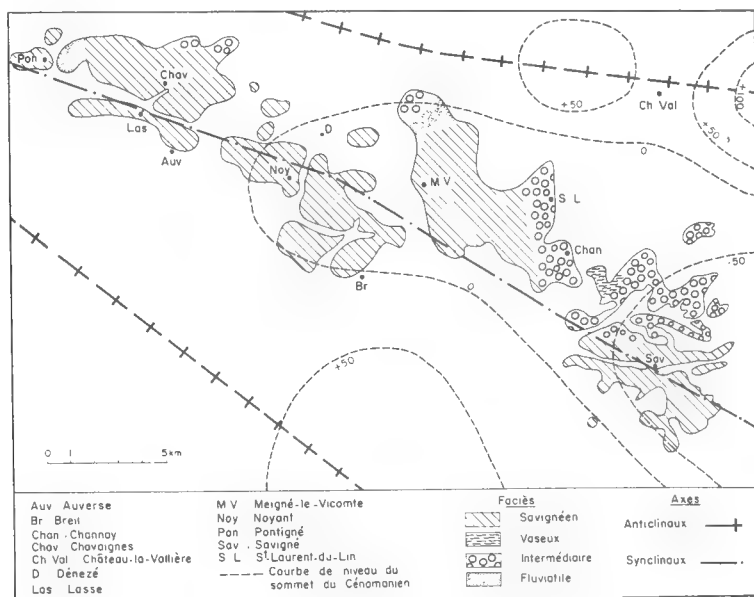 Pon
Chav
Las
Auv
D
Noy
Br
M V
S L
Chan
Ch Val
Sav
+50
+50
+100
0
50
0
+50
0 1 5km
Auv Auverse
Br Breil
Chan . Channay
Chav Chavaignes
Ch Val Château-la-Vallière
D Dénezé
Las Lasse
M V Meigné-le-Vicomte
Noy Noyant
Pon Pontigné
Sav . Savigné
S L St-Laurent-du-Lin
Courbe de niveau du
sommet du Cénomanien
Faciès
Savignéen
Vaseux
Intermédiaire
Fluviatile
Axes
Anticlinaux
Synclinaux